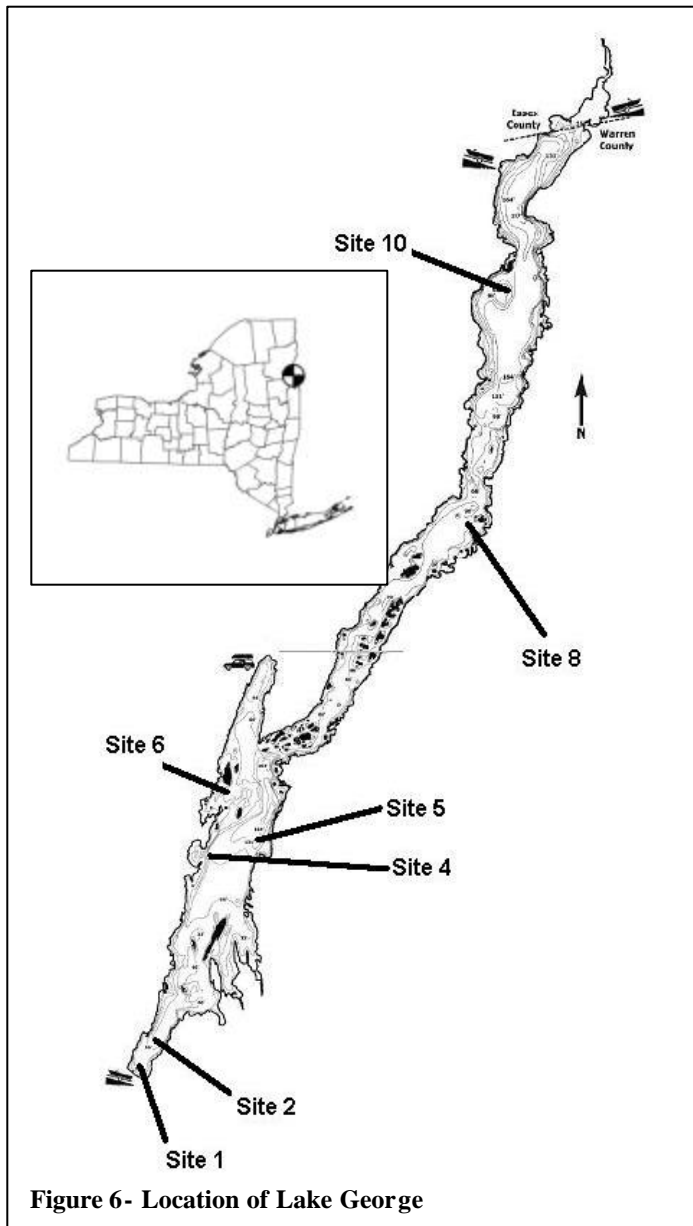 Essex
County
Warren
County
Site 10
N
Site 8
Site 6
Site 5
Site 4
Site 2
Site 1
Figure 6- Location of Lake George